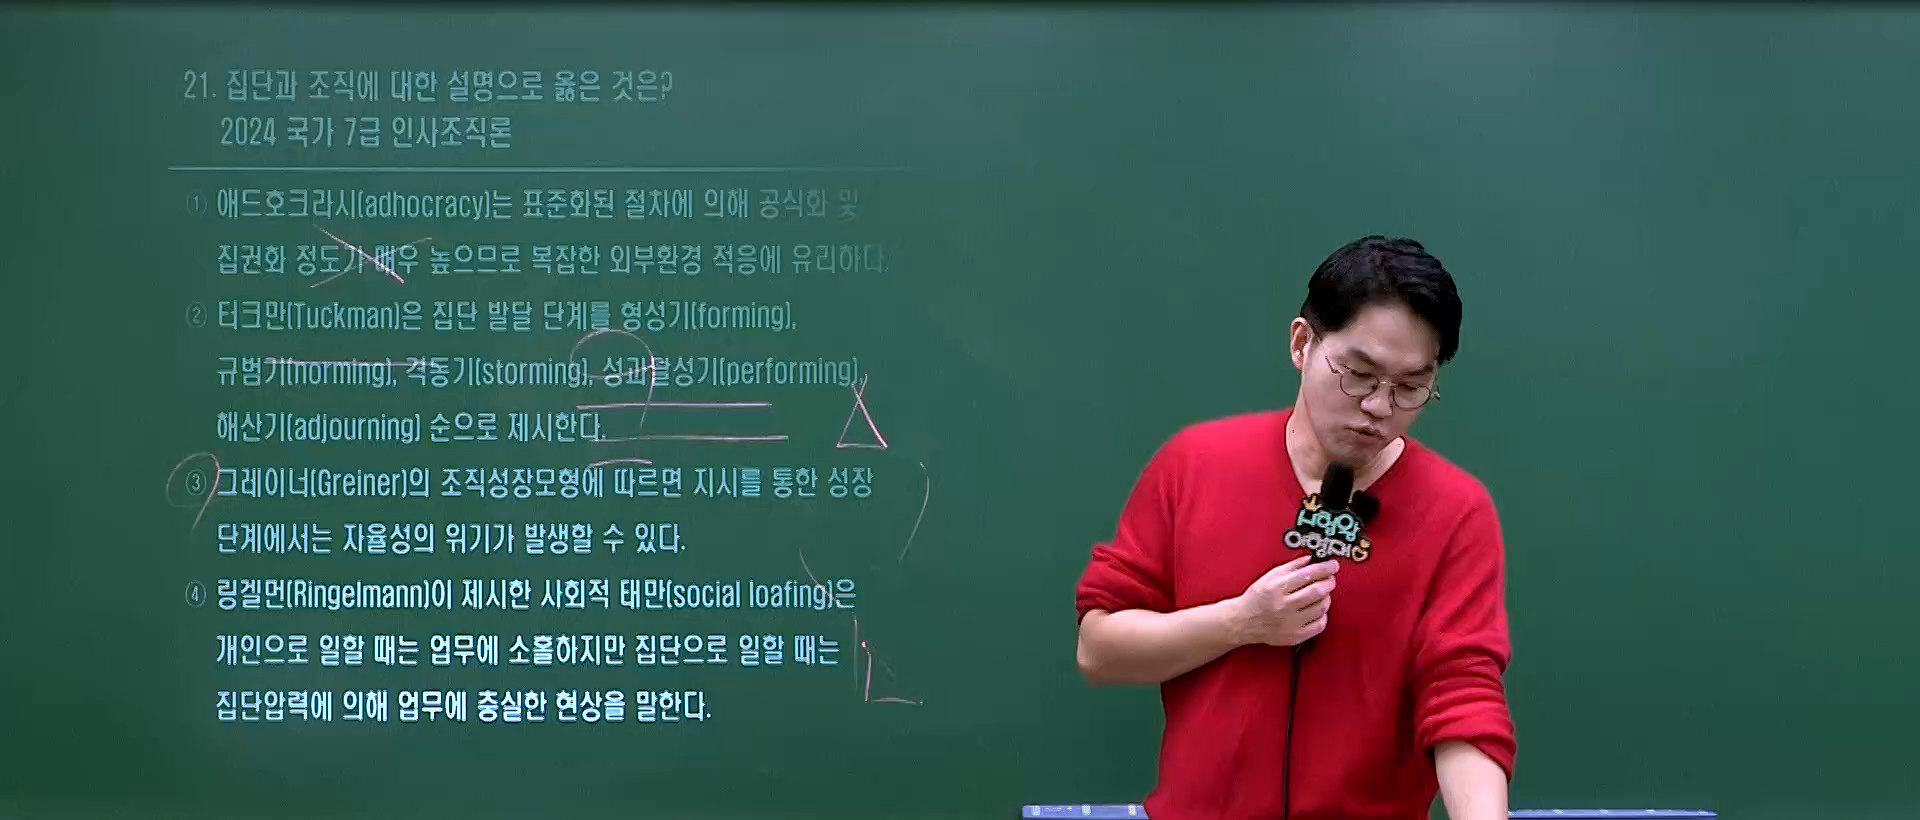 21. 집단과 조직에 대한 설명으로 옳은 것은?
2024 국가 7급 인사조직론
① 애드호크라시(adhocracy)는 표준화된 절차에 의해 공식화 및
집권화 정도가 매우 높으므로 복잡한 외부환경 적응에 유리하다.
② 터크만(Tuckman)은 집단 발달 단계를 형성기(forming),
규범기(norming), 격동기(storming), 성과달성기(performing),
해산기(adjourning) 순으로 제시한다.
③ 그레이너(Greiner)의 조직성장모형에 따르면 지시를 통한 성장
단계에서는 자율성의 위기가 발생할 수 있다.
④ 링겔먼(Ringelmann)이 제시한 사회적 태만(social loafing)은
개인으로 일할 때는 업무에 소홀하지만 집단으로 일할 때는
집단압력에 의해 업무에 충실한 현상을 말한다.